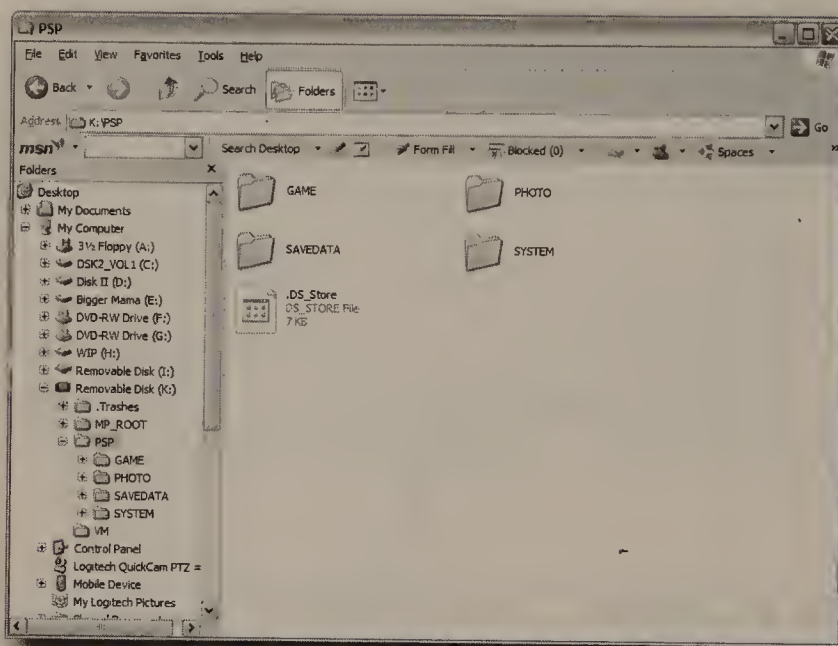 PSP
File Edit View Favorites Tools Help
Back Search Folders
Address K:\PSP Go
msn Search Desktop Form Fill Blocked (0) Spaces »
Folders x
Desktop
My Documents
My Computer
3½ Floppy (A:)
DSK2_VOL1 (C:)
Disk II (D:)
Bigger Mama (E:)
DVD-RW Drive (F:)
DVD-RW Drive (G:)
WIP (H:)
Removable Disk (I:)
Removable Disk (K:)
.Trashes
MP_ROOT
PSP
GAME
PHOTO
SAVEDATA
SYSTEM
VM
Control Panel
Logitech QuickCam PTZ =
Mobile Device
My Logitech Pictures
GAME
PHOTO
SAVEDATA
SYSTEM
.DS_Store
DS_STORE File
7 KB